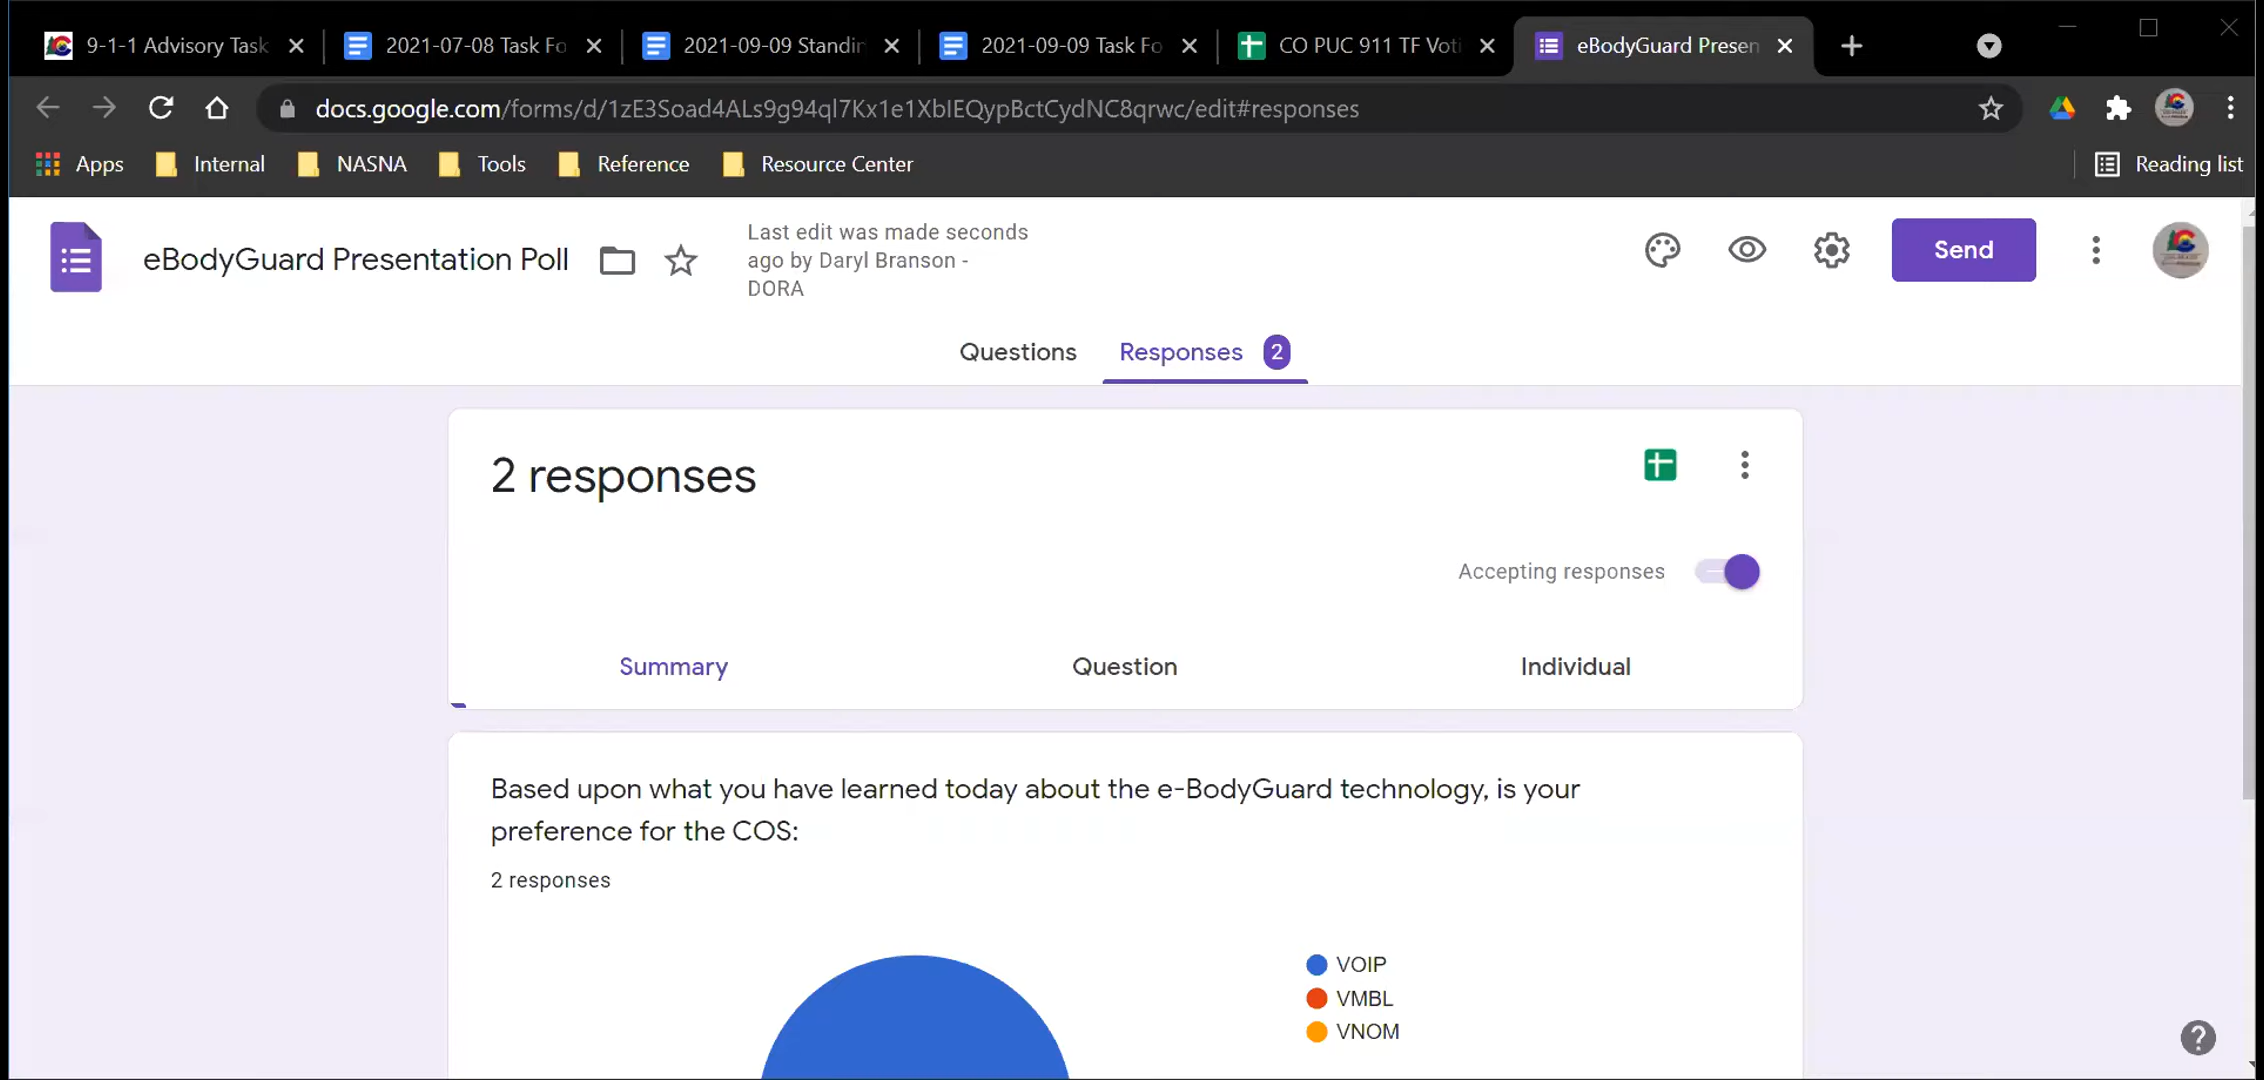 9-1-1 Advisory Task
2021-07-08 Task Fo
2021-09-09 Standin
2021-09-09 Task Fo
CO PUC 911 TF Voti
eBodyGuard Presen
docs.google.com/forms/d/1zE3Soad4ALs9g94ql7Kx1e1XbIEQypBctCydNC8qrwc/edit#responses
Apps
Internal
NASNA
Tools
Reference
Resource Center
Reading list
eBodyGuard Presentation Poll
Last edit was made seconds
ago by Daryl Branson -
DORA
Send
Questions
Responses 2
2 responses
Accepting responses
Summary
Question
Individual
Based upon what you have learned today about the e-BodyGuard technology, is your
preference for the COS:
2 responses
VOIP
VMBL
VNOM